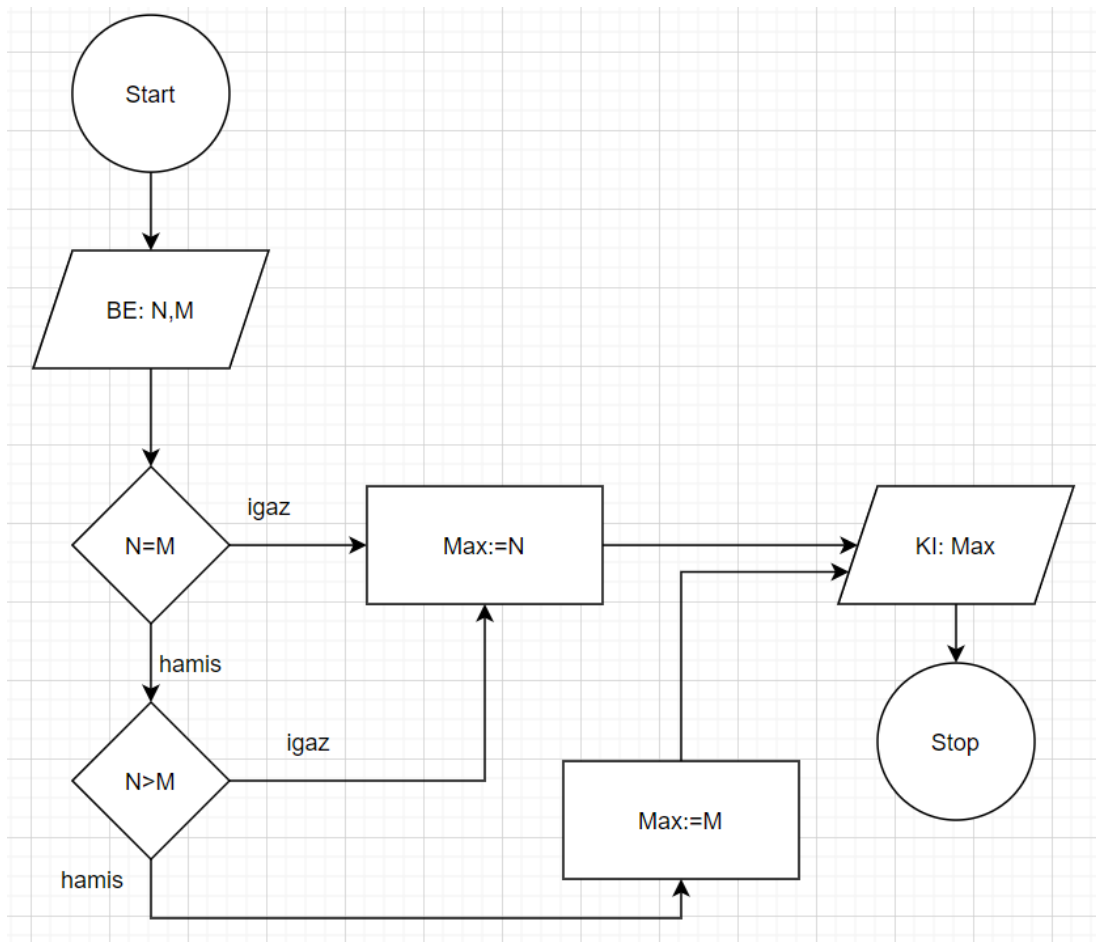 Start
BE: N,M
N=M
igaz
Max:=N
KI: Max
hamis
N>M
igaz
Max:=M
Stop
hamis